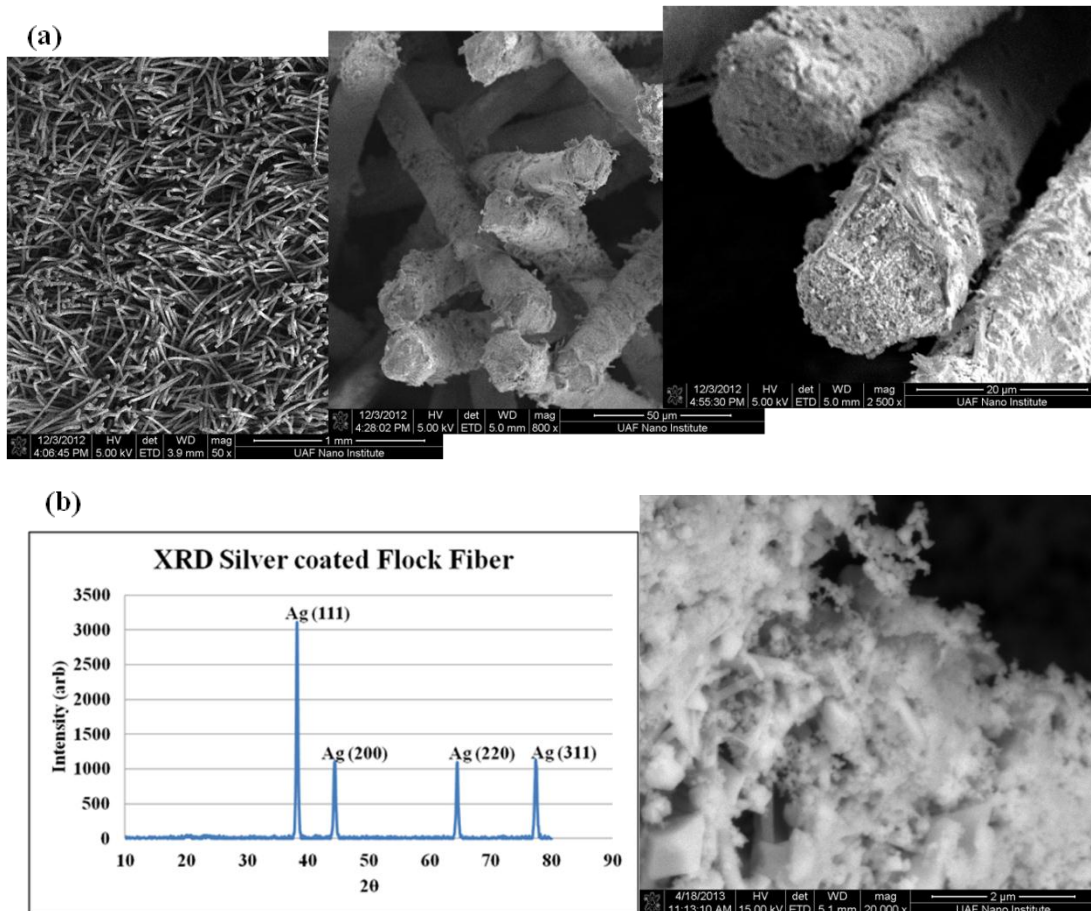 (a)
12/3/2012 HV det WD mag 1 mm
4:06:45 PM 5.00 kV ETD 3.9 mm 50 x UAF Nano Institute
12/3/2012 HV det WD mag 50 µm
4:28:02 PM 5.00 kV ETD 5.0 mm 800 x UAF Nano Institute
12/3/2012 HV det WD mag 20 µm
4:55:30 PM 5.00 kV ETD 5.0 mm 2 500 x UAF Nano Institute
(b)
XRD Silver coated Flock Fiber
3500
3000
2500
2000
1500
1000
500
0
Intensity (arb)
Ag (111)
Ag (200)
Ag (220)
Ag (311)
10 20 30 40 50 60 70 80 90
2θ
4/18/2013 HV det WD mag 2 µm
11:13:10 AM 15.00 kV ETD 5.1 mm 20 000 x UAF Nano Institute